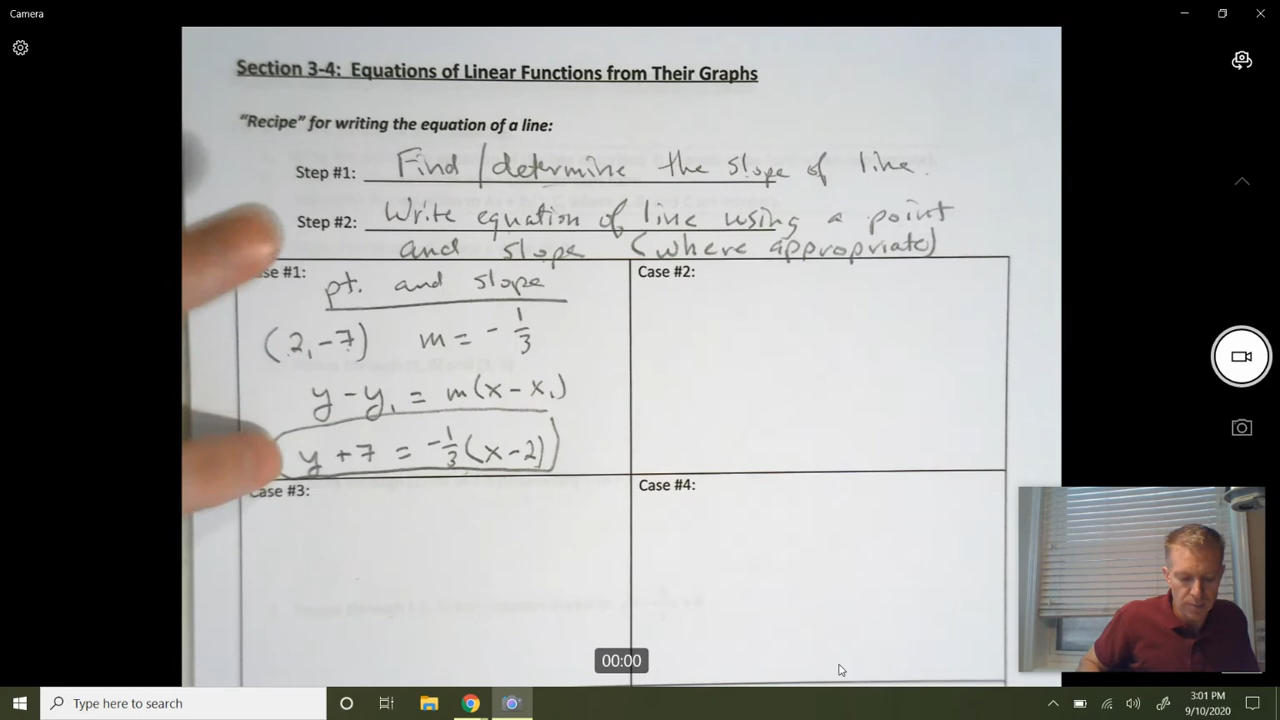 Camera
Section 3-4: Equations of Linear Functions from Their Graphs
"Recipe" for writing the equation of a line:
Step #1: Find/determine the slope of line.
Step #2: Write equation of line using a point
and slope (where appropriate)
Case #1:
pt. and slope
(2, -7) m = -1/3
y - y₁ = m(x - x₁)
y + 7 = -1/3(x - 2)
Case #2:
Case #3:
Case #4:
00:00
Type here to search
3:01 PM
9/10/2020